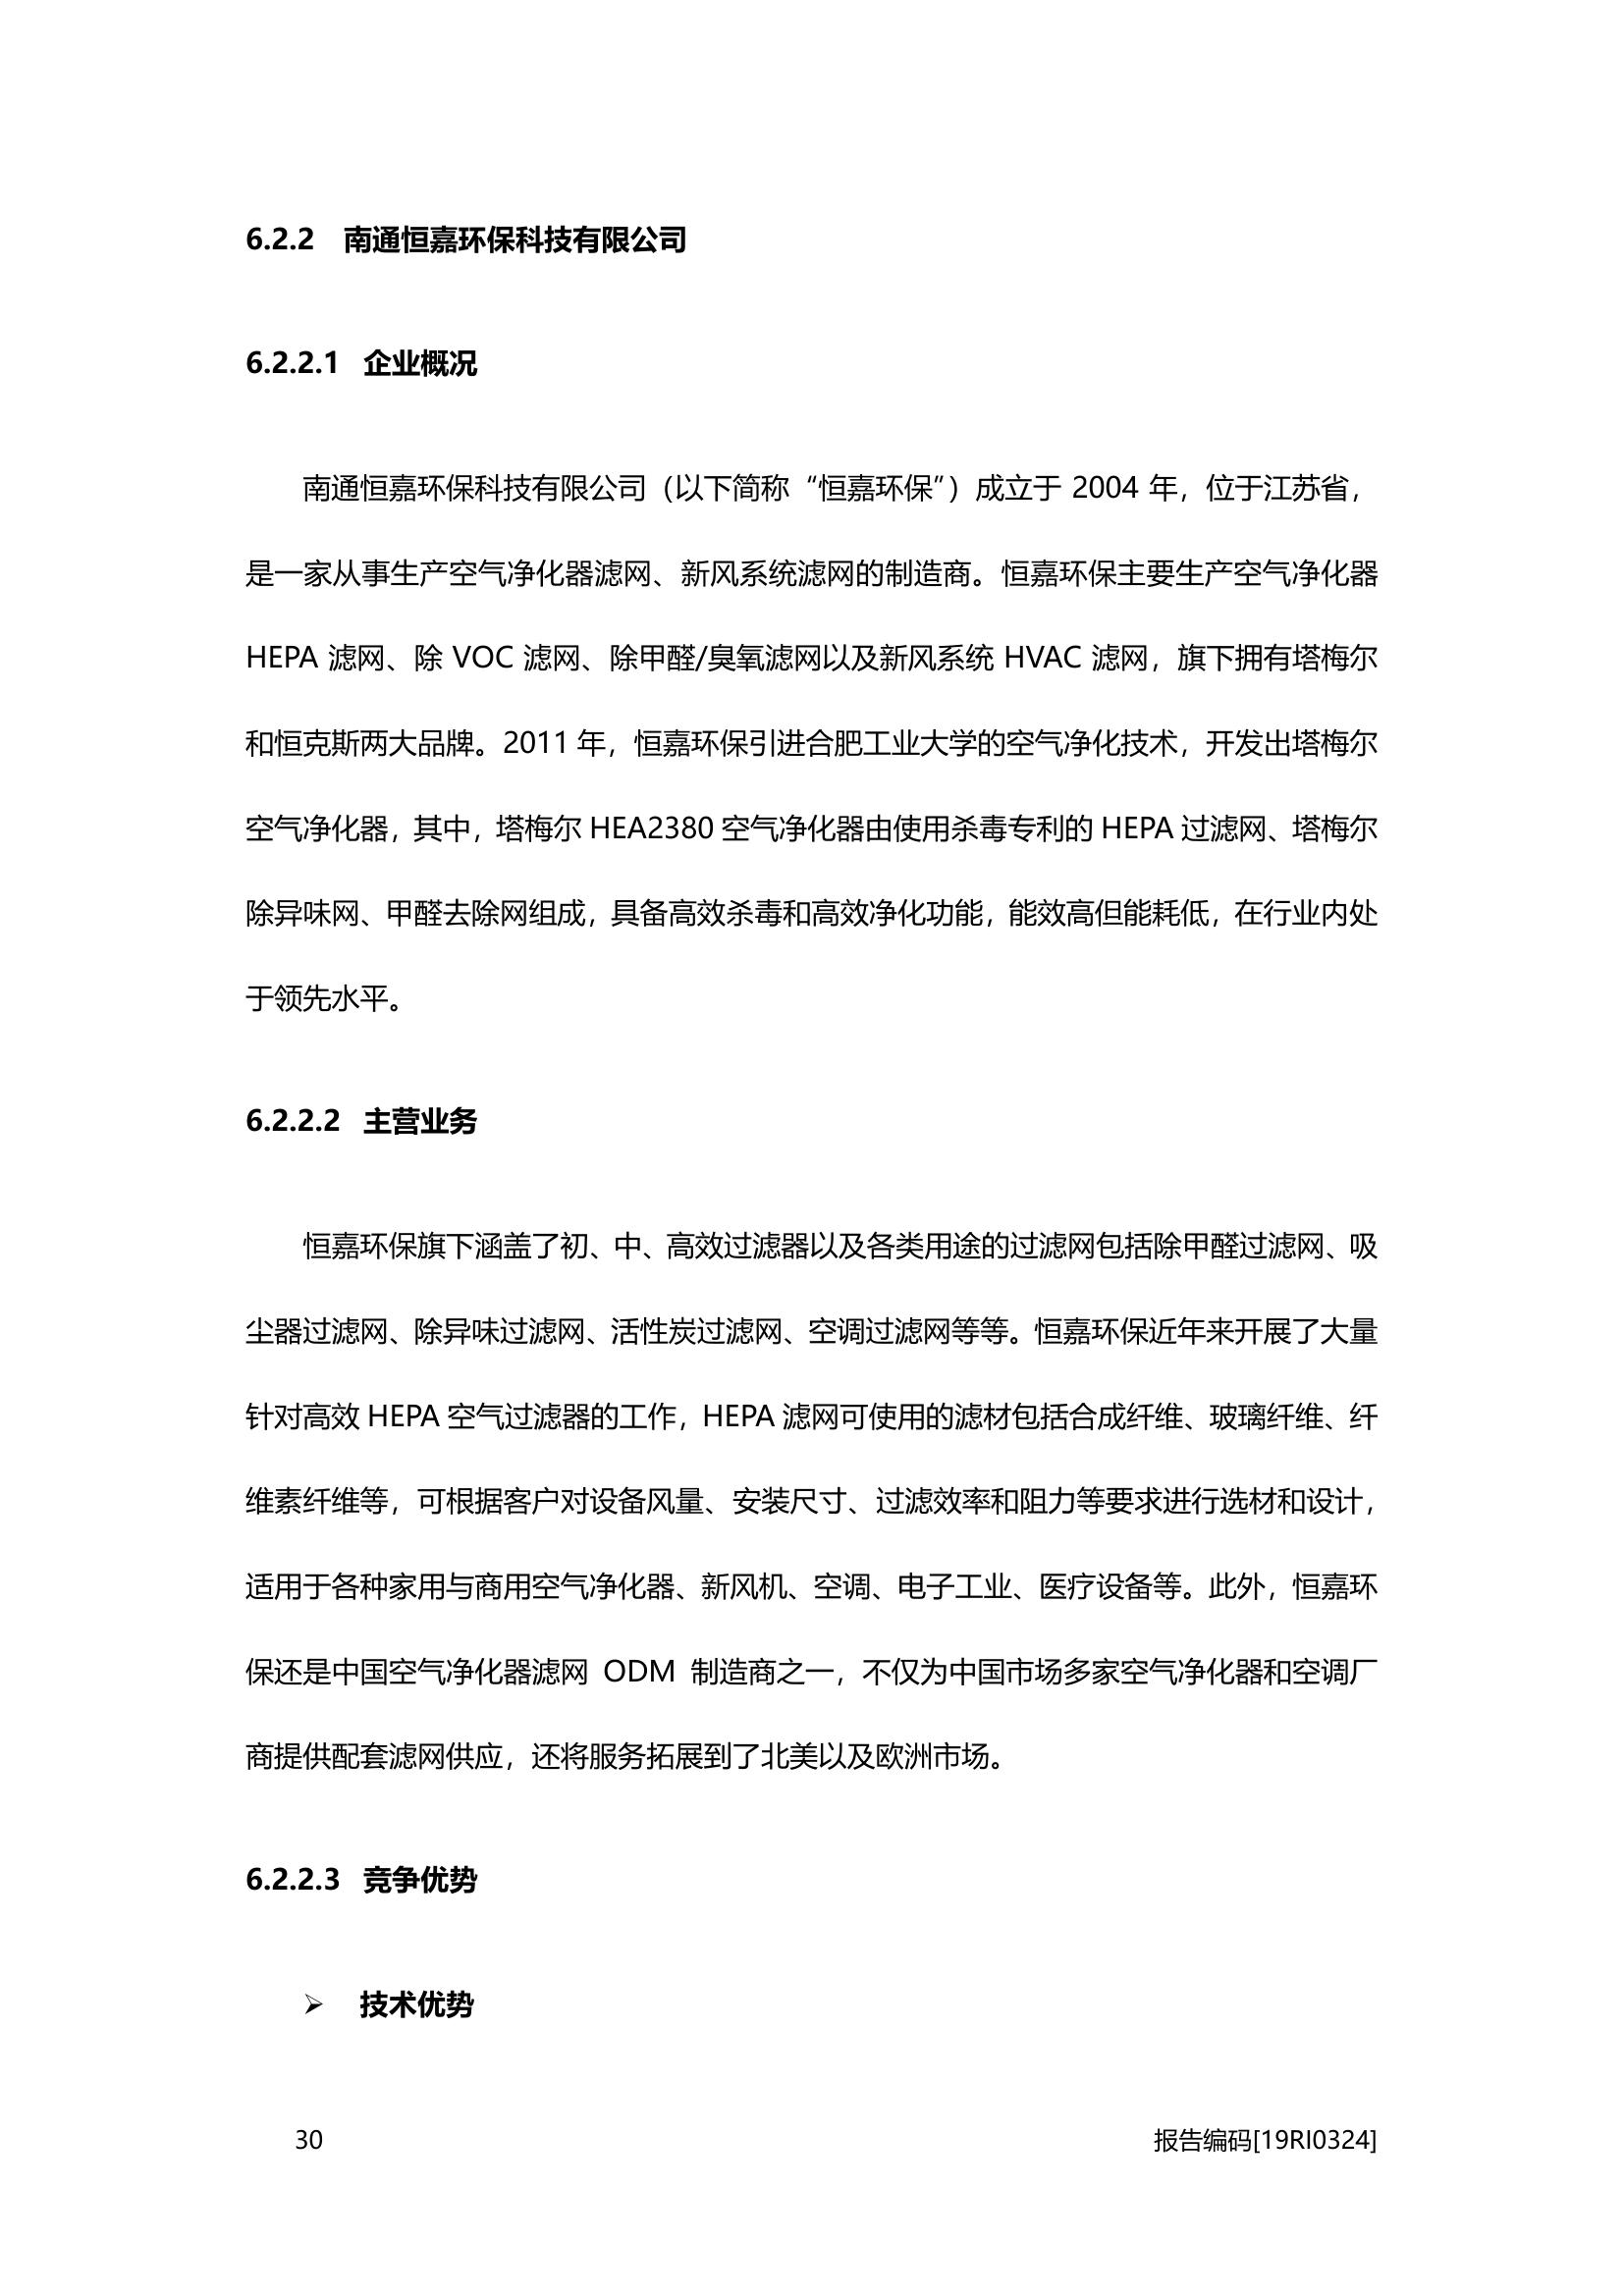 6.2.2 南通恒嘉环保科技有限公司
6.2.2.1 企业概况
南通恒嘉环保科技有限公司（以下简称“恒嘉环保”）成立于 2004 年，位于江苏省，
是一家从事生产空气净化器滤网、新风系统滤网的制造商。恒嘉环保主要生产空气净化器
HEPA 滤网、除 VOC 滤网、除甲醛/臭氧滤网以及新风系统 HVAC 滤网，旗下拥有塔梅尔
和恒克斯两大品牌。2011 年，恒嘉环保引进合肥工业大学的空气净化技术，开发出塔梅尔
空气净化器，其中，塔梅尔 HEA2380 空气净化器由使用杀毒专利的 HEPA 过滤网、塔梅尔
除异味网、甲醛去除网组成，具备高效杀毒和高效净化功能，能效高但能耗低，在行业内处
于领先水平。
6.2.2.2 主营业务
恒嘉环保旗下涵盖了初、中、高效过滤器以及各类用途的过滤网包括除甲醛过滤网、吸
尘器过滤网、除异味过滤网、活性炭过滤网、空调过滤网等等。恒嘉环保近年来开展了大量
针对高效 HEPA 空气过滤器的工作，HEPA 滤网可使用的滤材包括合成纤维、玻璃纤维、纤
维素纤维等，可根据客户对设备风量、安装尺寸、过滤效率和阻力等要求进行选材和设计，
适用于各种家用与商用空气净化器、新风机、空调、电子工业、医疗设备等。此外，恒嘉环
保还是中国空气净化器滤网 ODM 制造商之一，不仅为中国市场多家空气净化器和空调厂
商提供配套滤网供应，还将服务拓展到了北美以及欧洲市场。
6.2.2.3 竞争优势
➢ 技术优势
30 报告编码[19RI0324]